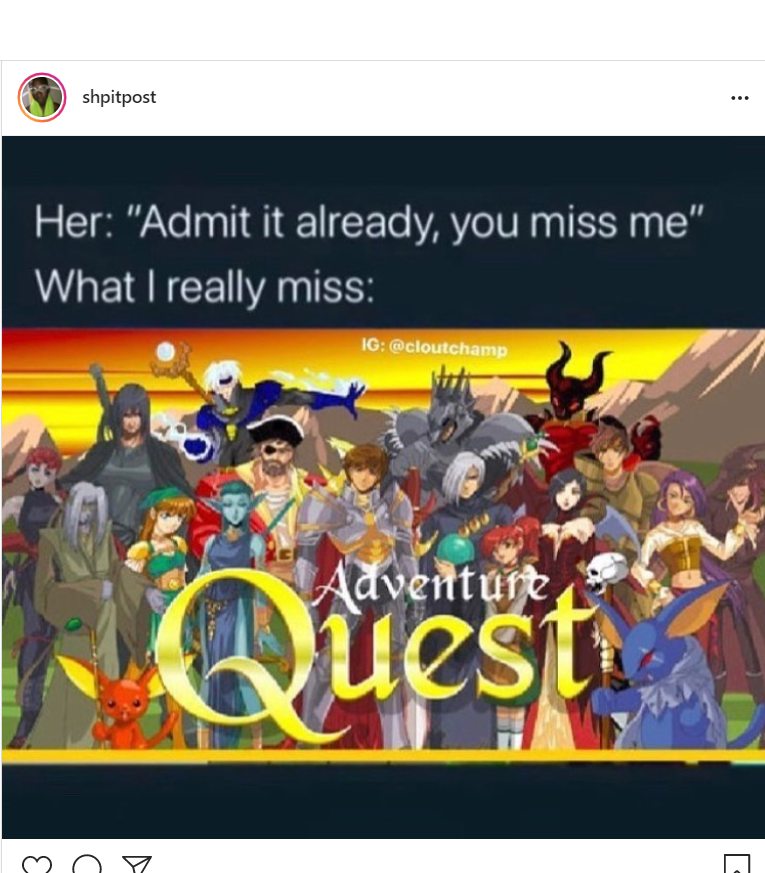 shpitpost
Her: “Admit it already, you miss me”
What I really miss:
IG: @cloutchamp
Adventure
Quest